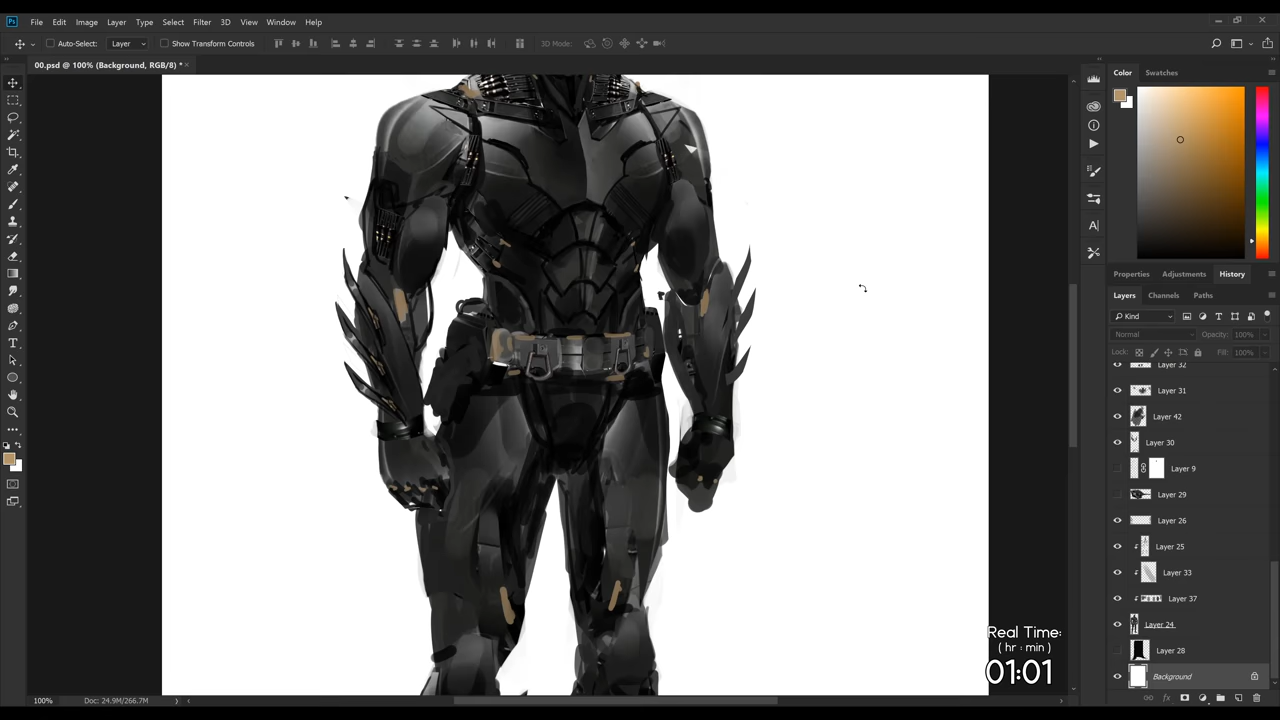 Ps File Edit Image Layer Type Select Filter 3D View Window Help
Auto-Select: Layer Show Transform Controls 3D Mode:
00.psd @ 100% (Background, RGB/8) * ×
Color Swatches
Properties Adjustments History
Layers Channels Paths
Kind
Normal Opacity: 100%
Lock: Fill: 100%
Layer 32
Layer 31
Layer 42
Layer 30
Layer 9
Layer 29
Layer 26
Layer 25
Layer 33
Layer 37
Layer 24
Layer 28
Background
Real Time:
( hr : min )
01:01
100% Doc: 24.9M/266.7M